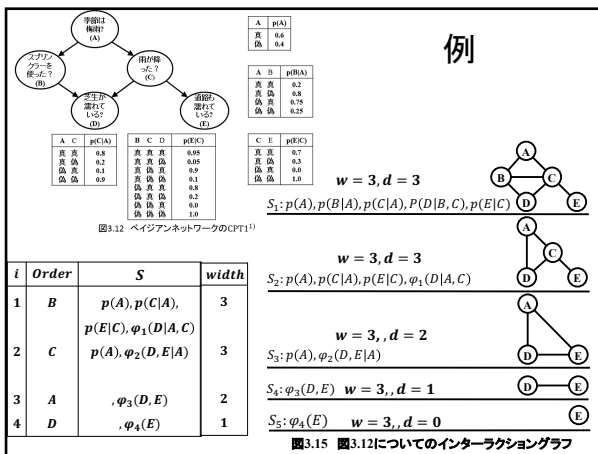 例
季節は
梅雨?
(A)
スプリン
クラーを
使った?
(B)
雨が降
った?
(C)
芝生が
濡れて
いる?
(D)
道路も
濡れて
いる?
(E)
A p(A)
真 0.6
偽 0.4
A B p(B|A)
真 真 0.2
真 偽 0.8
偽 真 0.75
偽 偽 0.25
A C p(C|A)
真 真 0.8
真 偽 0.2
偽 真 0.1
偽 偽 0.9
B C D p(E|C)
真 真 真 0.95
真 真 偽 0.05
真 偽 真 0.9
真 偽 偽 0.1
偽 真 真 0.8
偽 真 偽 0.2
偽 偽 真 0.0
偽 偽 偽 1.0
C E p(E|C)
真 真 0.7
真 偽 0.3
偽 真 0.0
偽 偽 1.0
図3.12 ベイジアンネットワークのCPT1¹⁾
i Order S width
1 B p(A), p(C|A), 3
p(E|C), φ₁(D|A, C)
2 C p(A), φ₂(D, E|A) 3
3 A , φ₃(D, E) 2
4 D , φ₄(E) 1
w = 3, d = 3
S₁: p(A), p(B|A), p(C|A), P(D|B, C), p(E|C)
A
B
C
D
E
w = 3, d = 3
S₂: p(A), p(C|A), p(E|C), φ₁(D|A, C)
A
C
D
E
w = 3, , d = 2
S₃: p(A), φ₂(D, E|A)
A
D
E
S₄: φ₃(D, E) w = 3, , d = 1
D
E
S₅: φ₄(E) w = 3, , d = 0
E
図3.15 図3.12についてのインターラクショングラフ